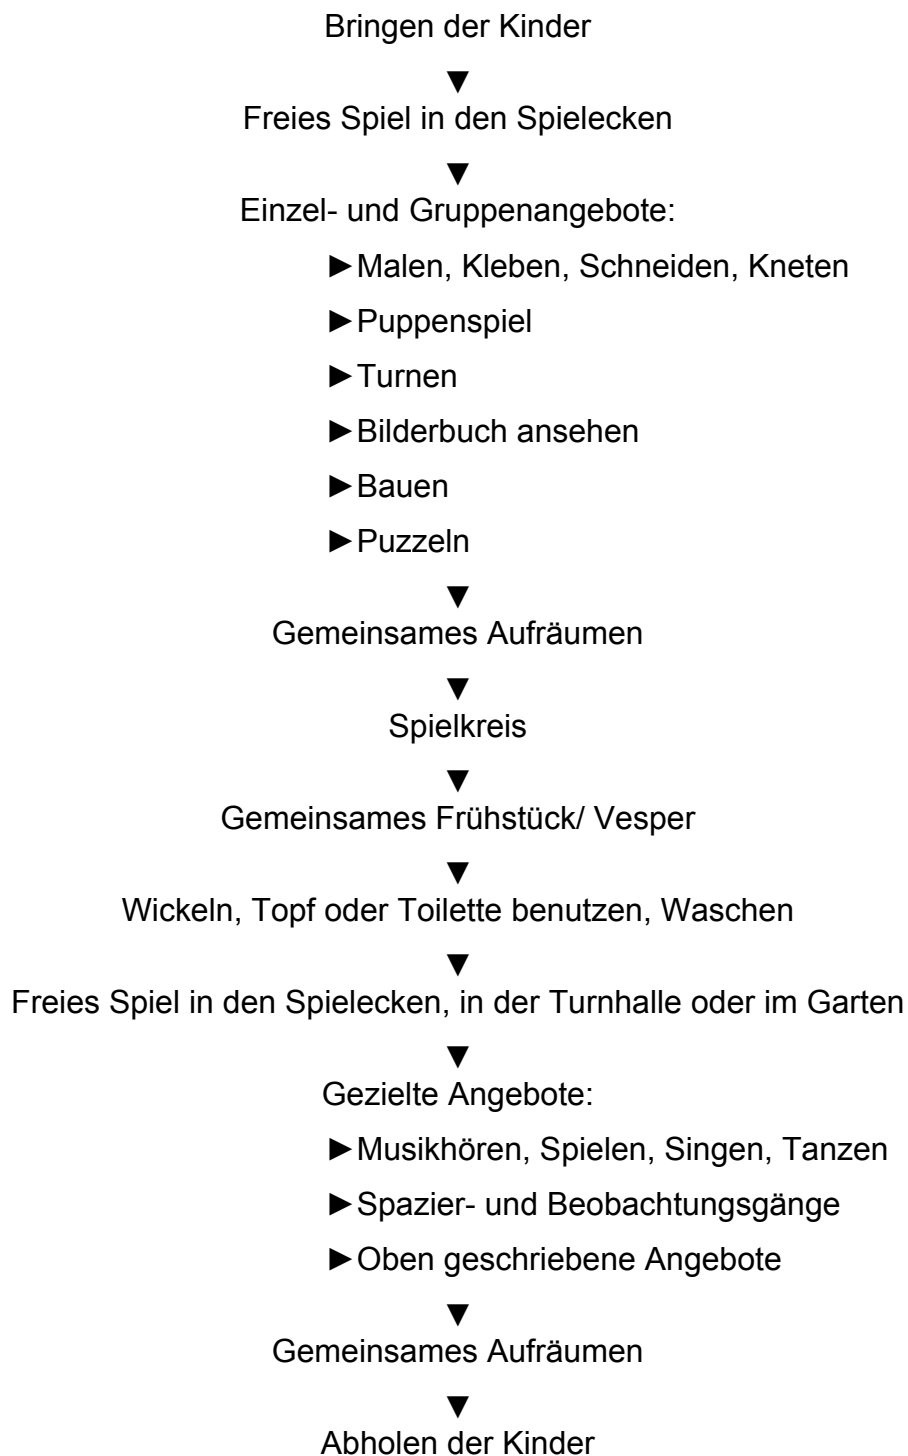 Bringen der Kinder
▼
Freies Spiel in den Spielecken
▼
Einzel- und Gruppenangebote:
►Malen, Kleben, Schneiden, Kneten
►Puppenspiel
►Turnen
►Bilderbuch ansehen
►Bauen
►Puzzeln
▼
Gemeinsames Aufräumen
▼
Spielkreis
▼
Gemeinsames Frühstück/ Vesper
▼
Wickeln, Topf oder Toilette benutzen, Waschen
▼
Freies Spiel in den Spielecken, in der Turnhalle oder im Garten
▼
Gezielte Angebote:
►Musikhören, Spielen, Singen, Tanzen
►Spazier- und Beobachtungsgänge
►Oben geschriebene Angebote
▼
Gemeinsames Aufräumen
▼
Abholen der Kinder